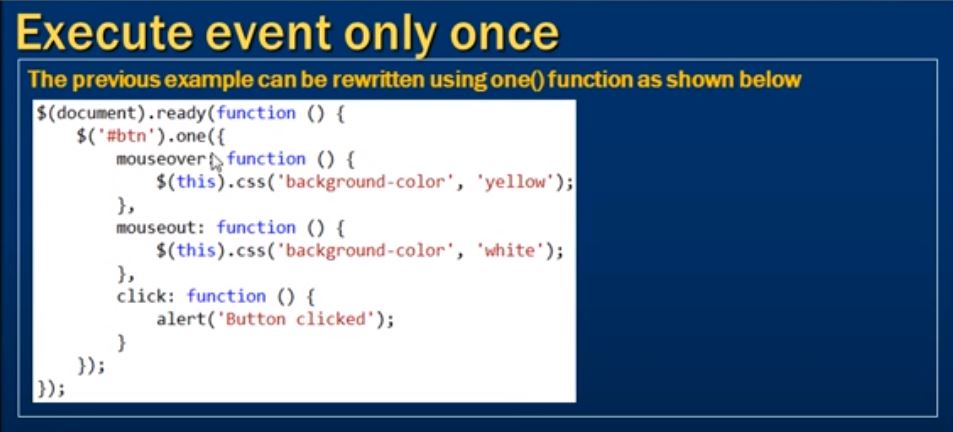 Execute event only once
The previous example can be rewritten using one() function as shown below
$(document).ready(function () {
    $('#btn').one({
        mouseover: function () {
            $(this).css('background-color', 'yellow');
        },
        mouseout: function () {
            $(this).css('background-color', 'white');
        },
        click: function () {
            alert('Button clicked');
        }
    });
});